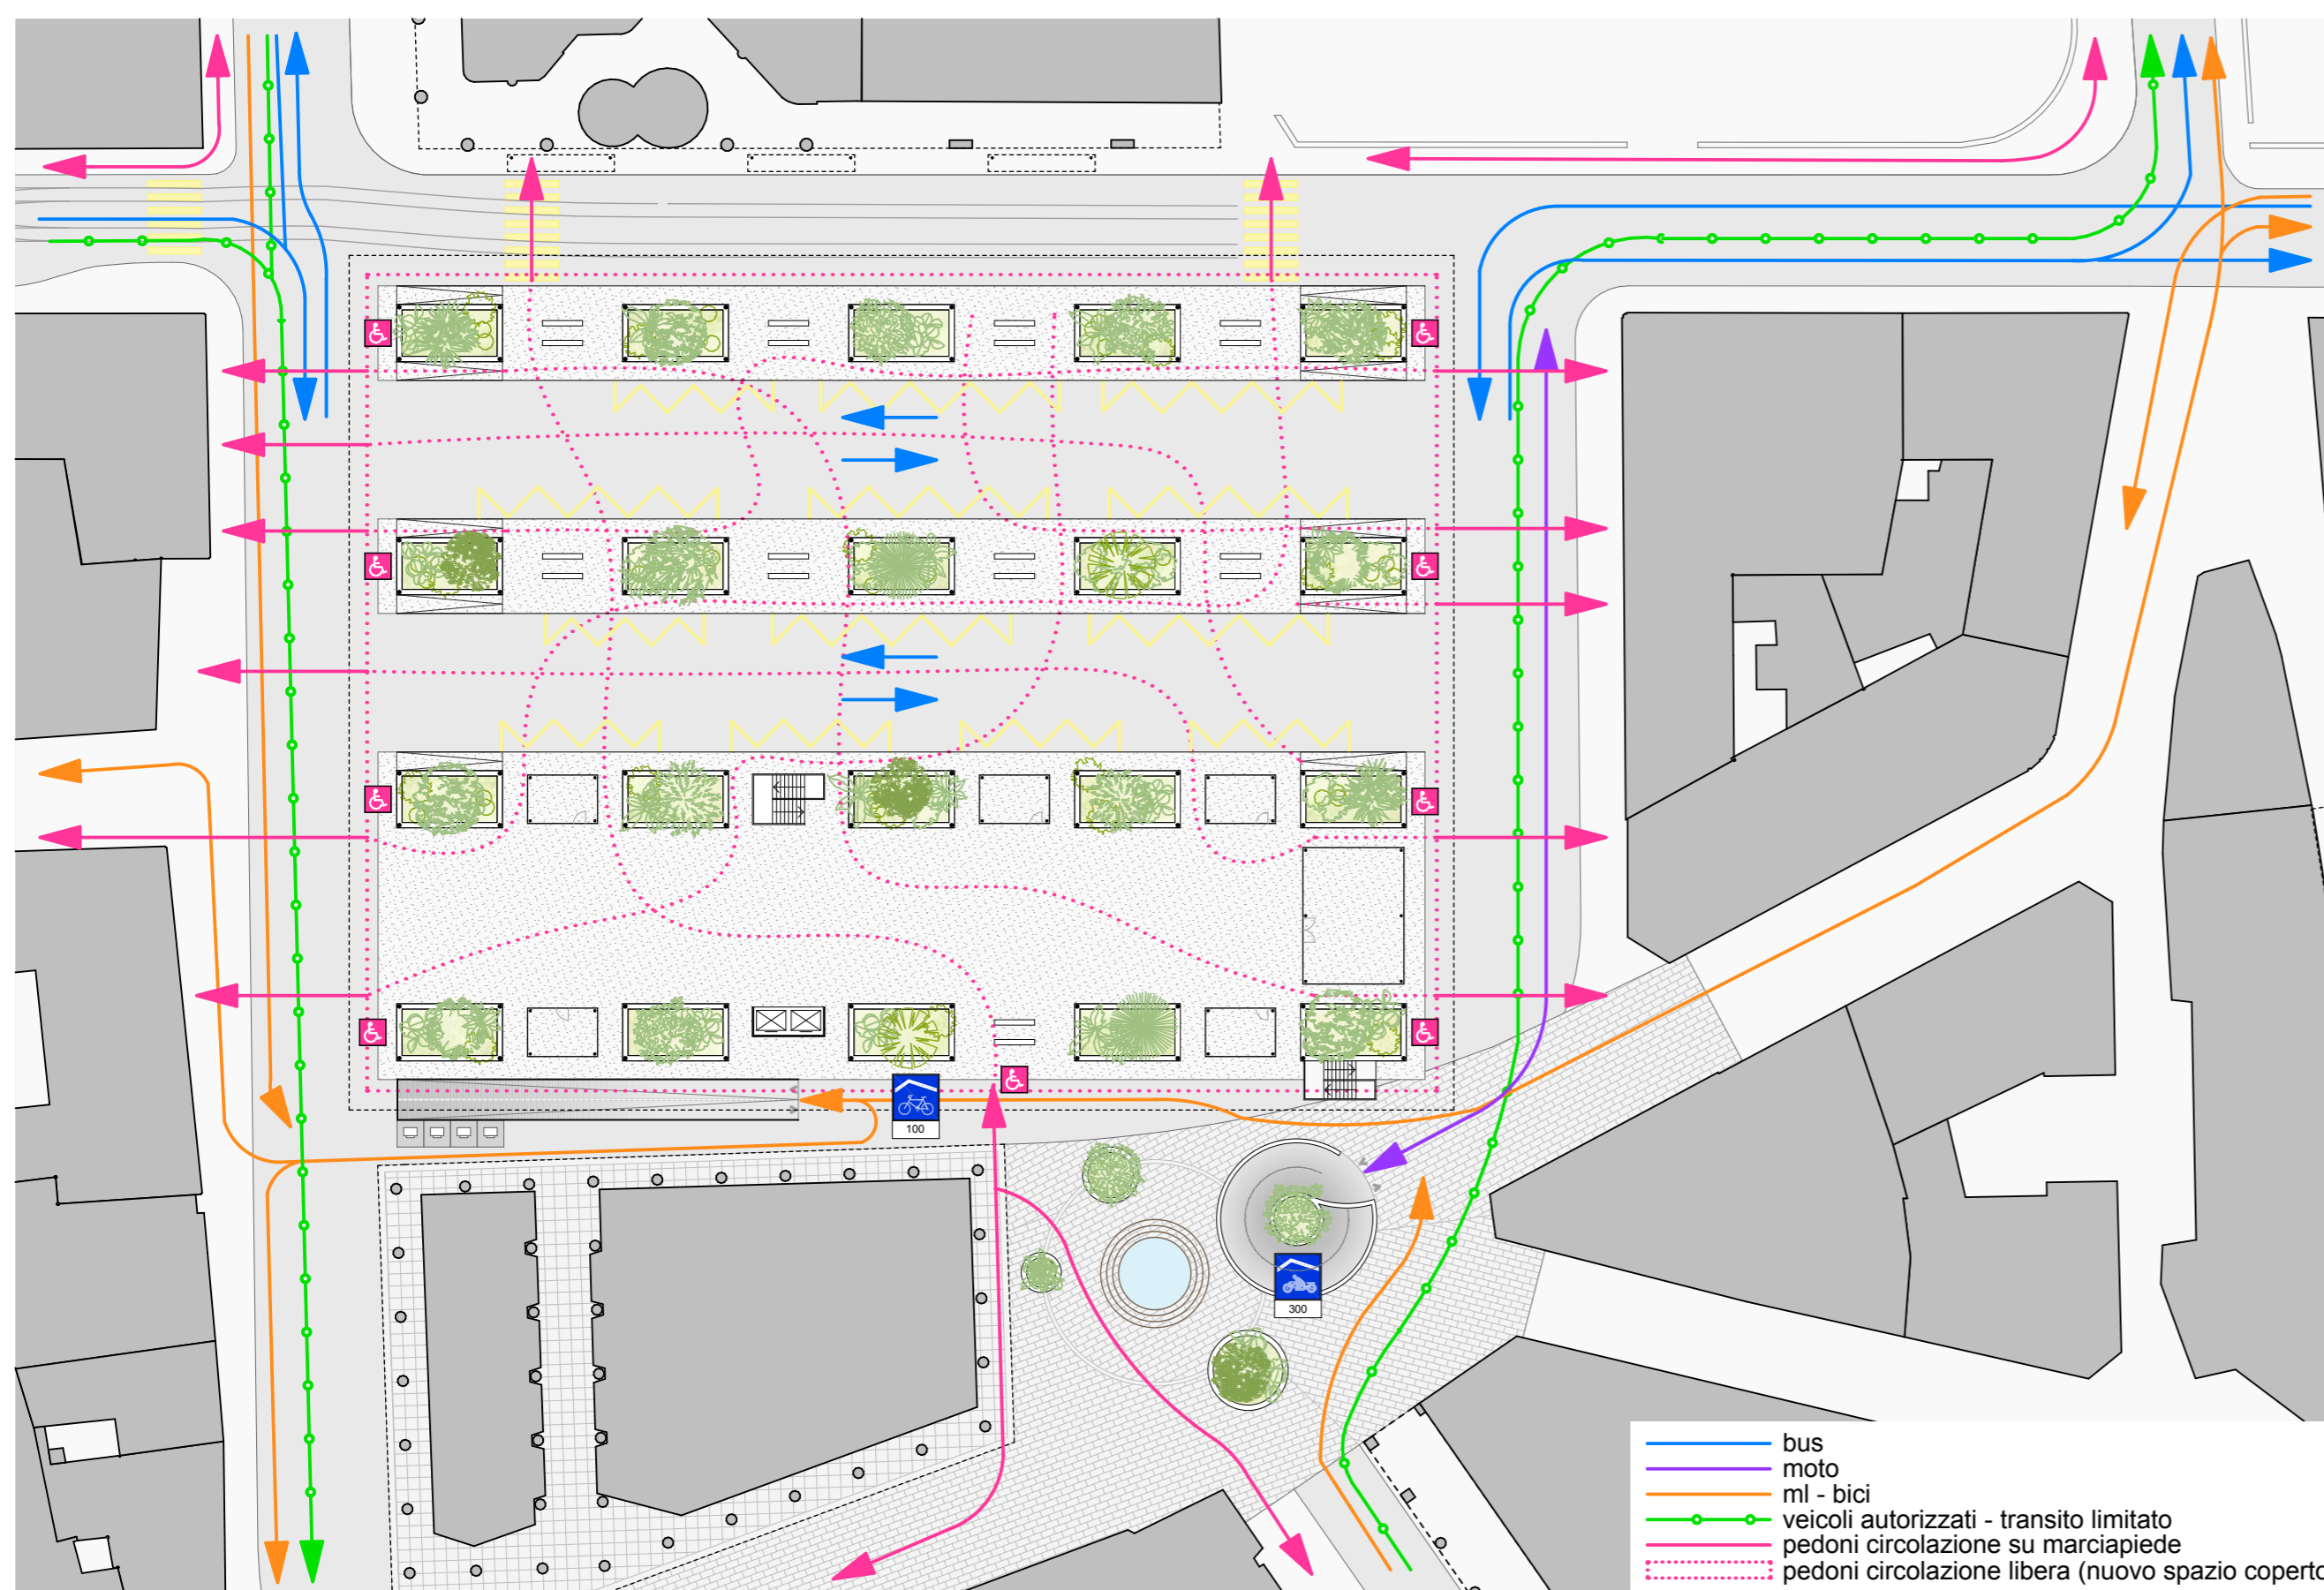 100
300
bus
moto
ml - bici
veicoli autorizzati - transito limitato
pedoni circolazione su marciapiede
pedoni circolazione libera (nuovo spazio coperto